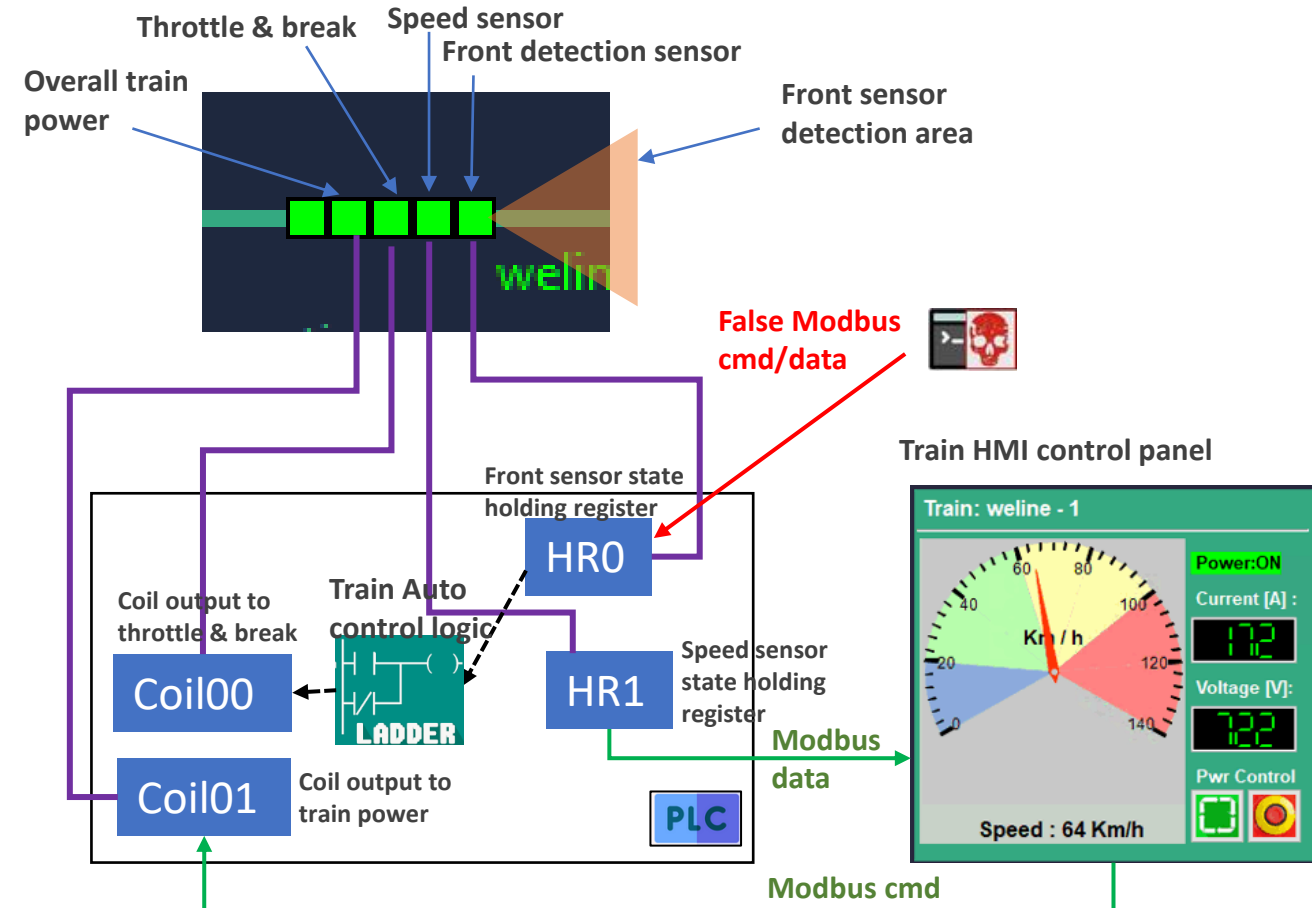 Throttle & break
Speed sensor
Front detection sensor
Overall train
power
Front sensor
detection area
welin
False Modbus
cmd/data
Train HMI control panel
Front sensor state
holding register
HR0
Train Auto
control logic
Coil output to
throttle & break
Coil00
LADDER
HR1
Speed sensor
state holding
register
Modbus
data
Coil01
Coil output to
train power
PLC
Modbus cmd
Train: weline - 1
0
20
40
60
80
100
120
140
Km / h
Power:ON
Current [A] :
172
Voltage [V]:
722
Pwr Control
Speed : 64 Km/h